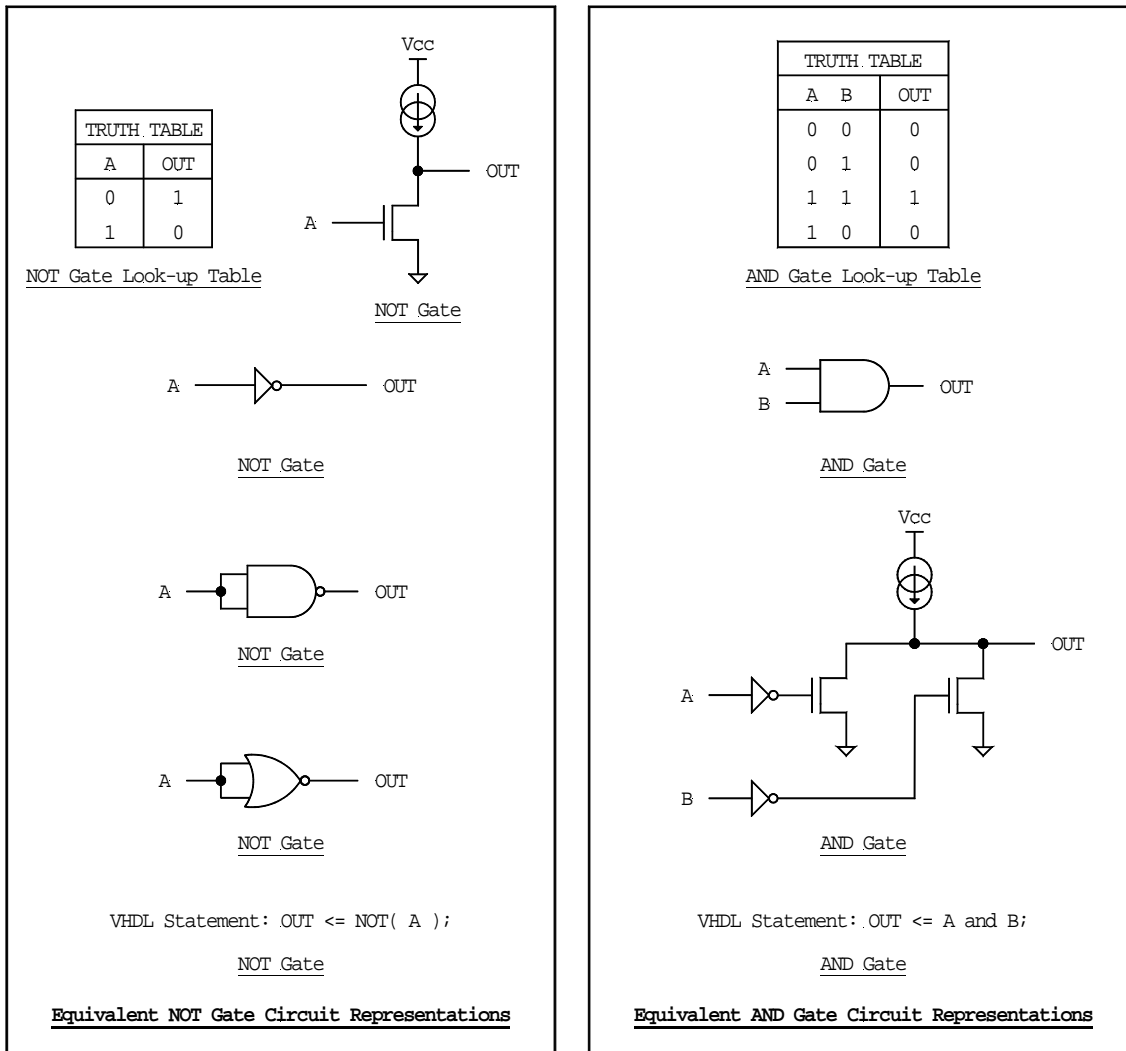 Vcc
TRUTH TABLE
A OUT
0 1
1 0
NOT Gate Look-up Table
OUT
A
NOT Gate
A OUT
NOT Gate
A OUT
NOT Gate
A OUT
NOT Gate
VHDL Statement: OUT <= NOT( A );
NOT Gate
Equivalent NOT Gate Circuit Representations
TRUTH TABLE
A B OUT
0 0 0
0 1 0
1 1 1
1 0 0
AND Gate Look-up Table
A
B
OUT
AND Gate
Vcc
OUT
A
B
AND Gate
VHDL Statement: OUT <= A and B;
AND Gate
Equivalent AND Gate Circuit Representations